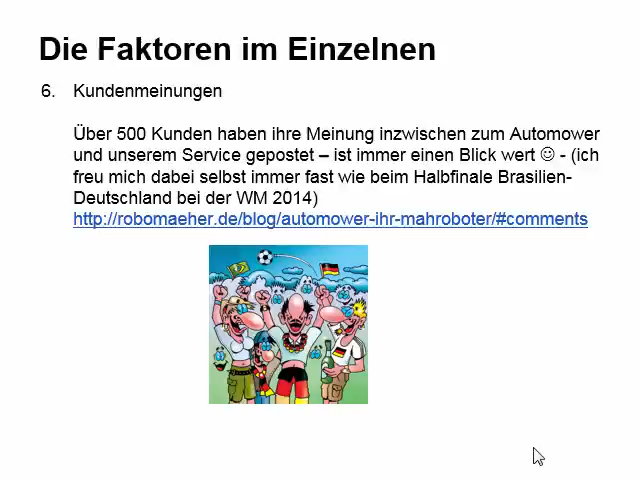 Die Faktoren im Einzelnen
6. Kundenmeinungen
Über 500 Kunden haben ihre Meinung inzwischen zum Automower
und unserem Service gepostet – ist immer einen Blick wert ☺ - (ich
freu mich dabei selbst immer fast wie beim Halbfinale Brasilien-
Deutschland bei der WM 2014)
http://robomaeher.de/blog/automower-ihr-mahroboter/#comments